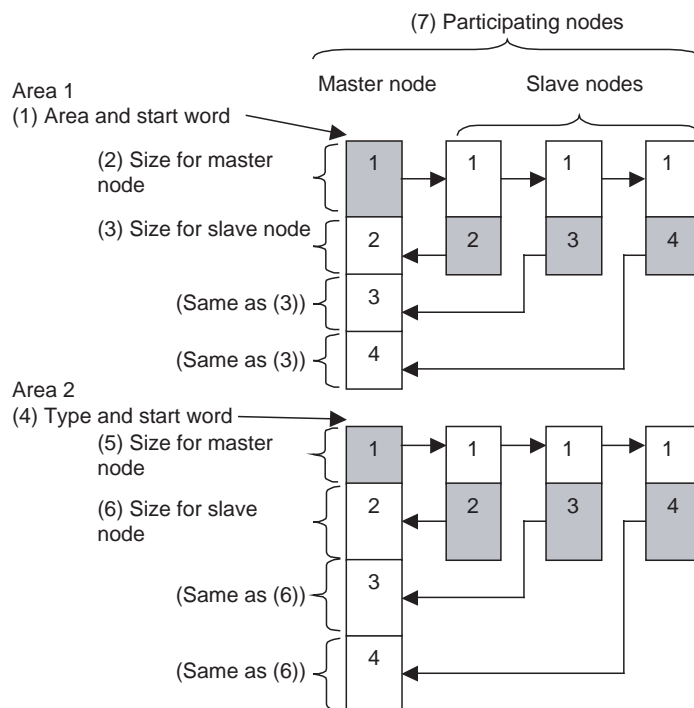 (7) Participating nodes
Master node
Slave nodes
Area 1
(1) Area and start word
(2) Size for master
node
1
1
1
1
(3) Size for slave node
2
2
3
4
(Same as (3))
3
(Same as (3))
4
Area 2
(4) Type and start word
(5) Size for master
node
1
1
1
1
(6) Size for slave
node
2
2
3
4
(Same as (6))
3
(Same as (6))
4